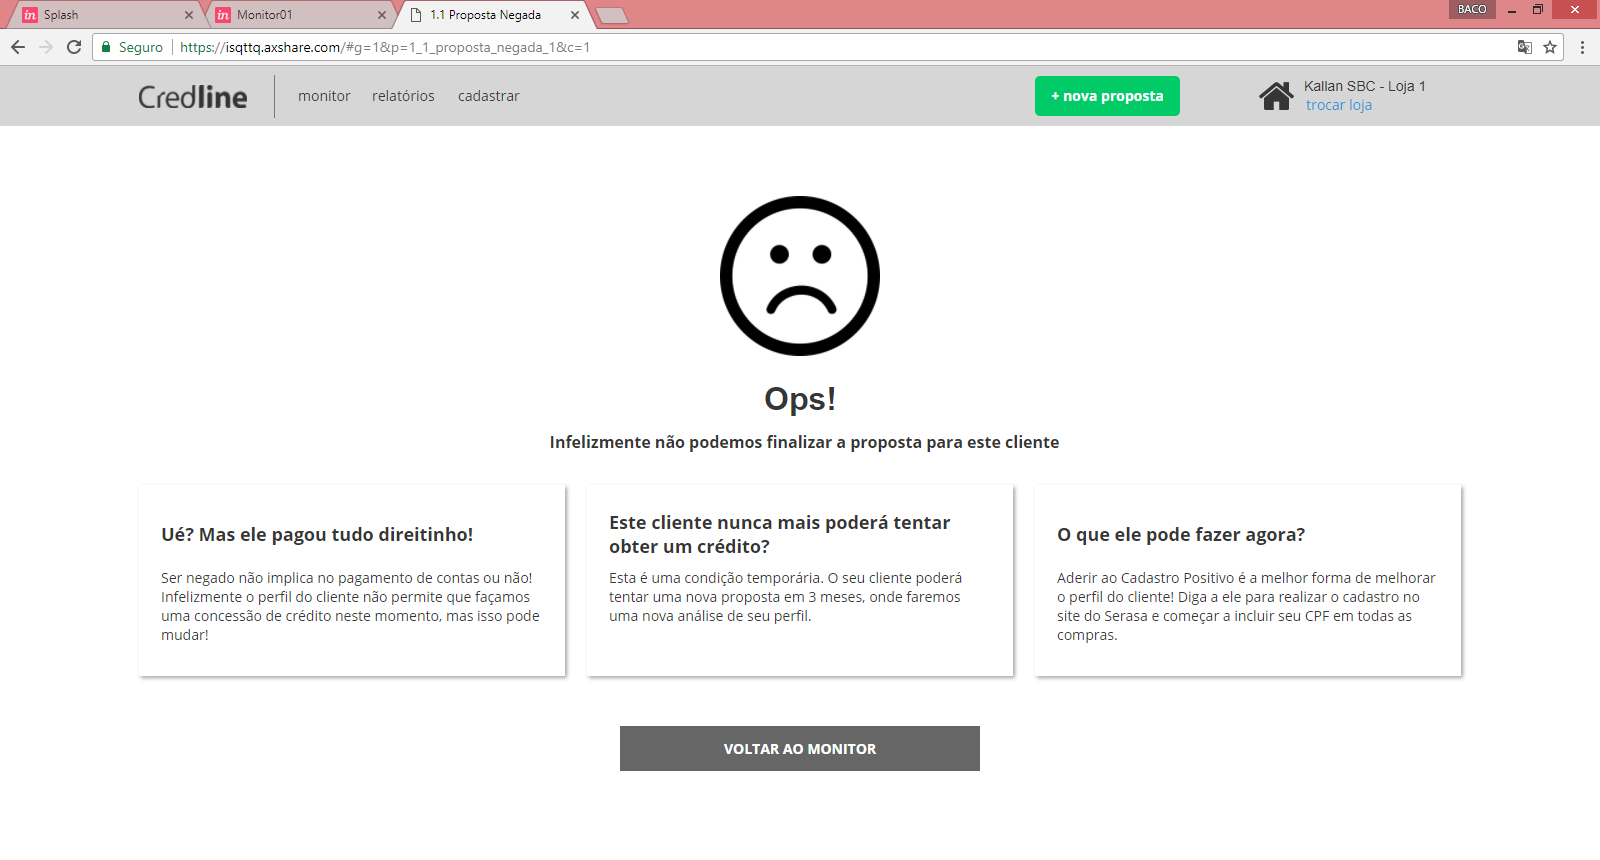 in Splash
in Monitor01
1.1 Proposta Negada
BACO
Seguro
https://isqttq.axshare.com/#g=1&p=1_1_proposta_negada_1&c=1
Credline
monitor
relatórios
cadastrar
+ nova proposta
Kallan SBC - Loja 1
trocar loja
Ops!
Infelizmente não podemos finalizar a proposta para este cliente
Ué? Mas ele pagou tudo direitinho!
Ser negado não implica no pagamento de contas ou não!
Infelizmente o perfil do cliente não permite que façamos
uma concessão de crédito neste momento, mas isso pode
mudar!
Este cliente nunca mais poderá tentar
obter um crédito?
Esta é uma condição temporária. O seu cliente poderá
tentar uma nova proposta em 3 meses, onde faremos
uma nova análise de seu perfil.
O que ele pode fazer agora?
Aderir ao Cadastro Positivo é a melhor forma de melhorar
o perfil do cliente! Diga a ele para realizar o cadastro no
site do Serasa e começar a incluir seu CPF em todas as
compras.
VOLTAR AO MONITOR